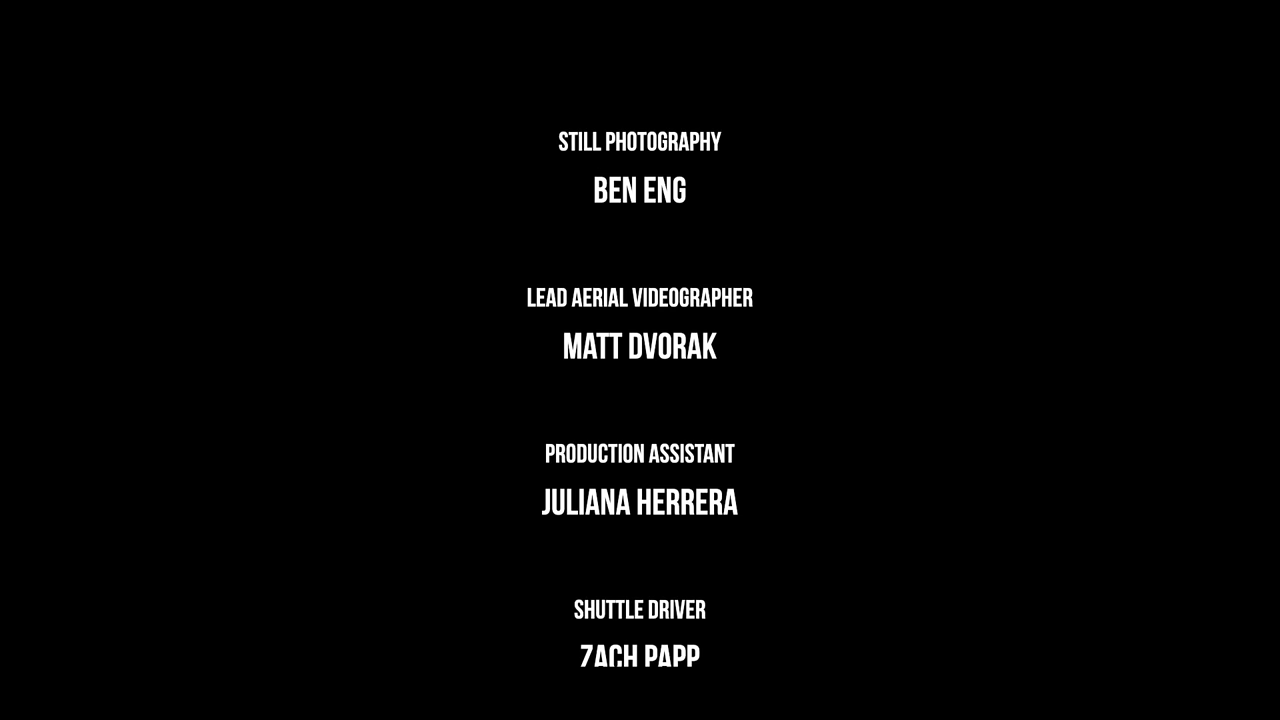 STILL PHOTOGRAPHY
BEN ENG
LEAD AERIAL VIDEOGRAPHER
MATT DVORAK
PRODUCTION ASSISTANT
JULIANA HERRERA
SHUTTLE DRIVER
ZACH PAPP